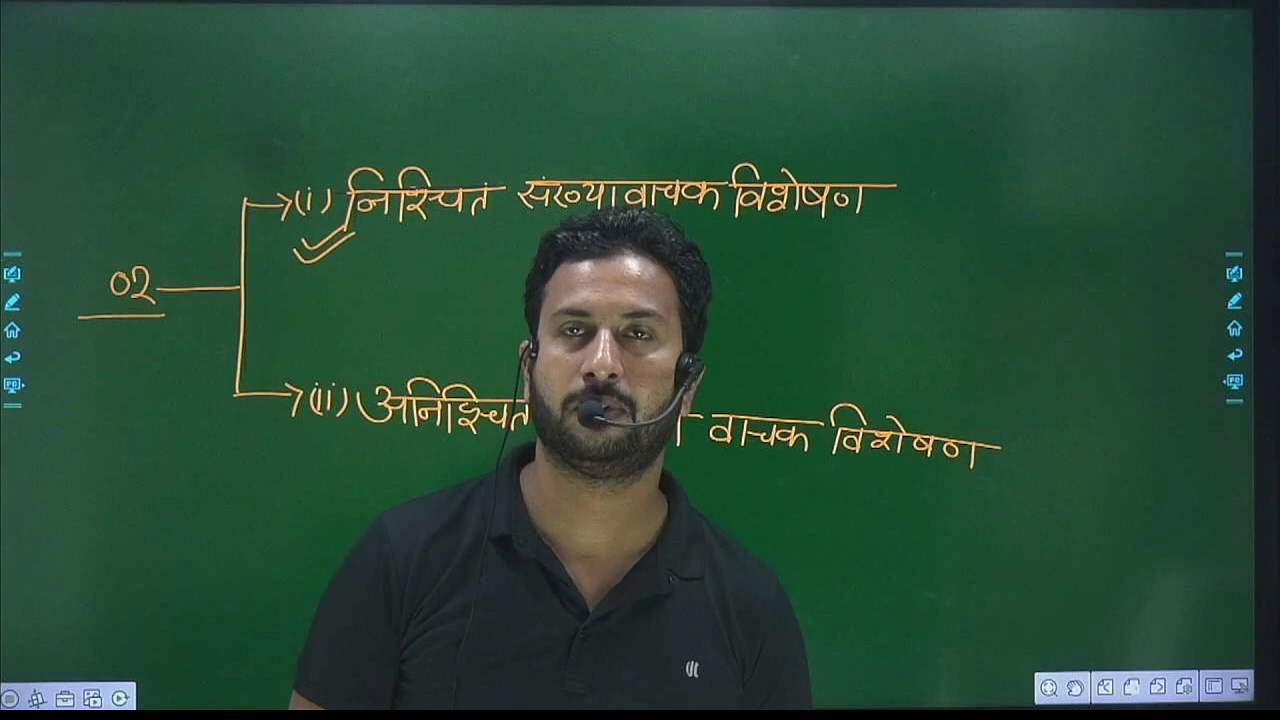 (i) निश्चित संख्यावाचक विशेषण
02
(ii) अनिश्चित वाचक विशेषण